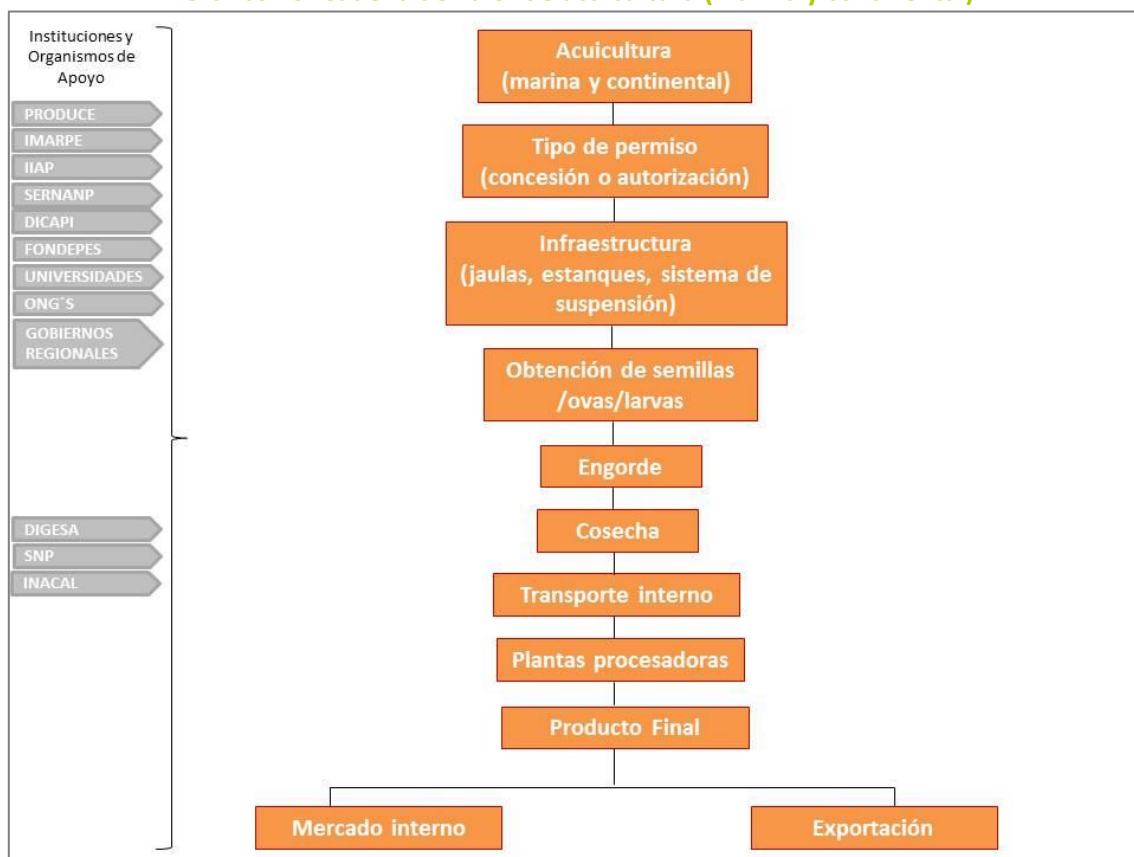 Instituciones y
Organismos de
Apoyo
PRODUCE
IMARPE
IIAP
SERNANP
DICAPI
FONDEPES
UNIVERSIDADES
ONG´S
GOBIERNOS
REGIONALES
DIGESA
SNP
INACAL
Acuicultura
(marina y continental)
Tipo de permiso
(concesión o autorización)
Infraestructura
(jaulas, estanques, sistema de
suspensión)
Obtención de semillas
/ovas/larvas
Engorde
Cosecha
Transporte interno
Plantas procesadoras
Producto Final
Mercado interno
Exportación